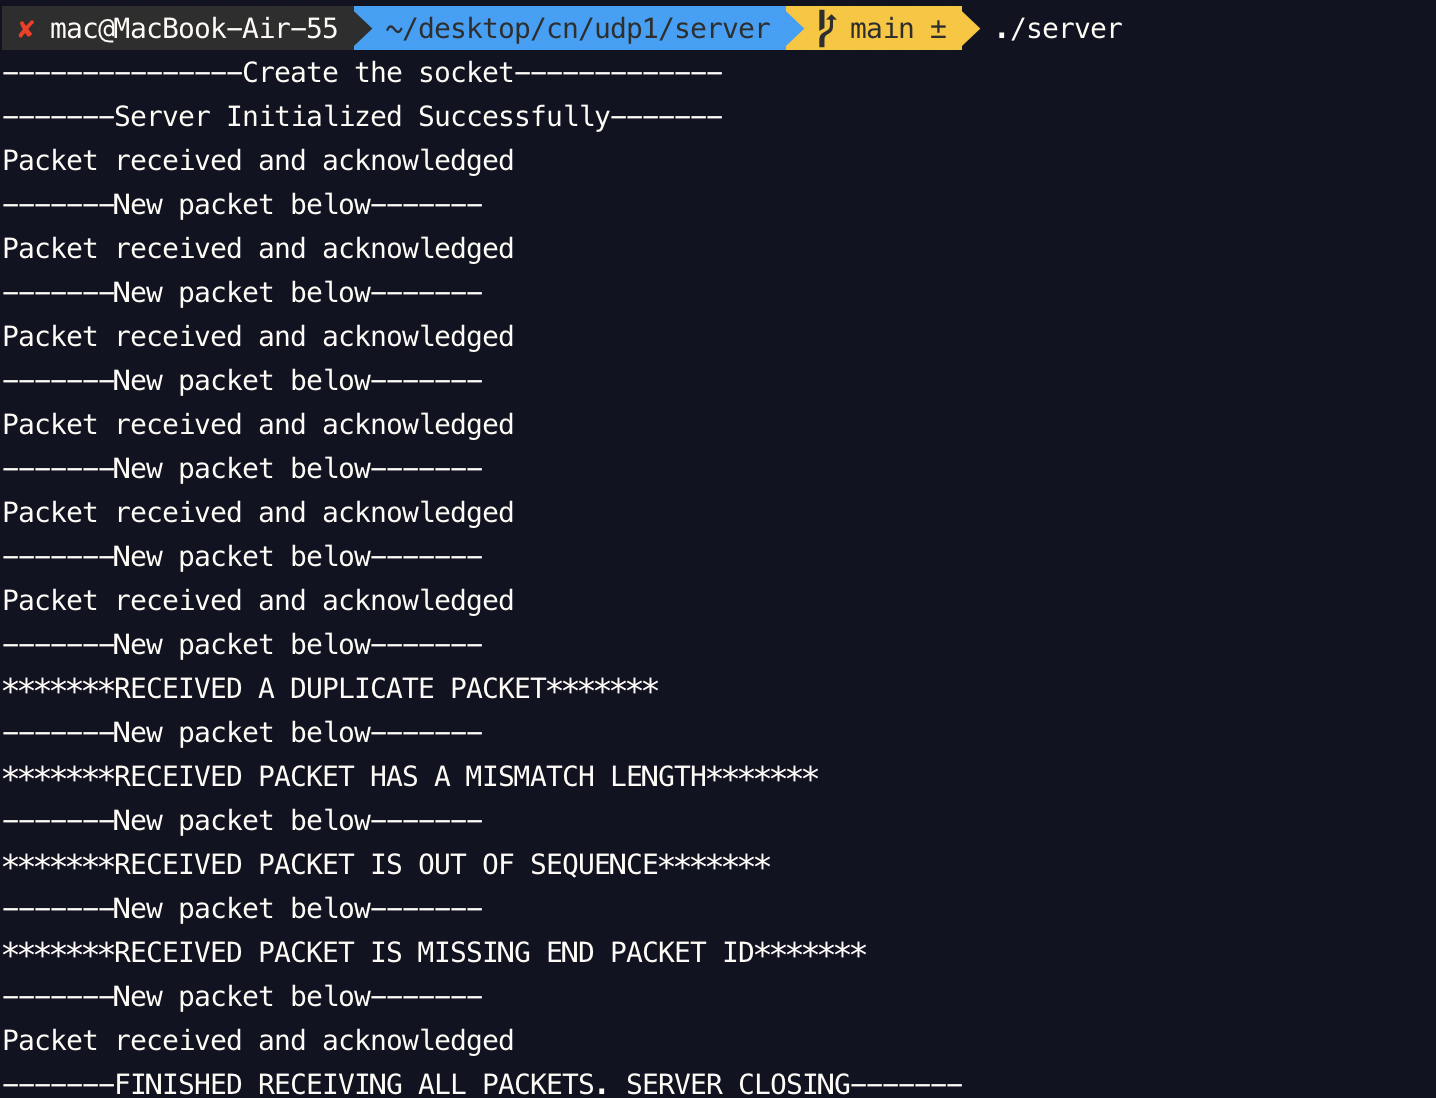 ✘ mac@MacBook-Air-55 ~/desktop/cn/udp1/server main ± ./server
---------------Create the socket-------------
-------Server Initialized Successfully-------
Packet received and acknowledged
-------New packet below-------
Packet received and acknowledged
-------New packet below-------
Packet received and acknowledged
-------New packet below-------
Packet received and acknowledged
-------New packet below-------
Packet received and acknowledged
-------New packet below-------
Packet received and acknowledged
-------New packet below-------
*******RECEIVED A DUPLICATE PACKET*******
-------New packet below-------
*******RECEIVED PACKET HAS A MISMATCH LENGTH*******
-------New packet below-------
*******RECEIVED PACKET IS OUT OF SEQUENCE*******
-------New packet below-------
*******RECEIVED PACKET IS MISSING END PACKET ID*******
-------New packet below-------
Packet received and acknowledged
-------FINISHED RECEIVING ALL PACKETS. SERVER CLOSING-------